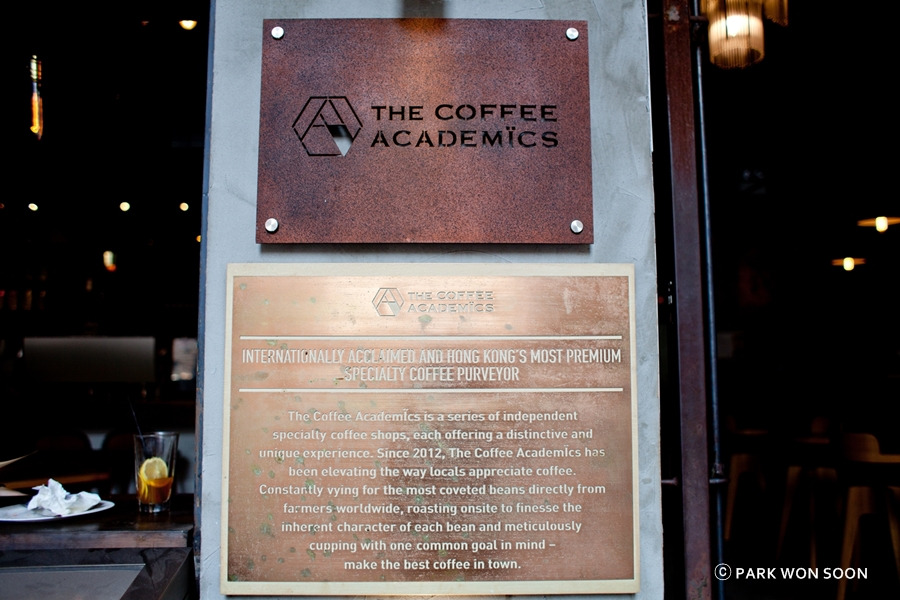 THE COFFEE
ACADEMÏCS
THE COFFEE
ACADEMÏCS
INTERNATIONALLY ACCLAIMED AND HONG KONG'S MOST PREMIUM
SPECIALTY COFFEE PURVEYOR
The Coffee Academïcs is a series of independent
specialty coffee shops, each offering a distinctive and
unique experience. Since 2012, The Coffee Academïcs has
been elevating the way locals appreciate coffee.
Constantly vying for the most coveted beans directly from
farmers worldwide, roasting onsite to finesse the
inherent character of each bean and meticulously
cupping with one common goal in mind –
make the best coffee in town.
© PARK WON SOON